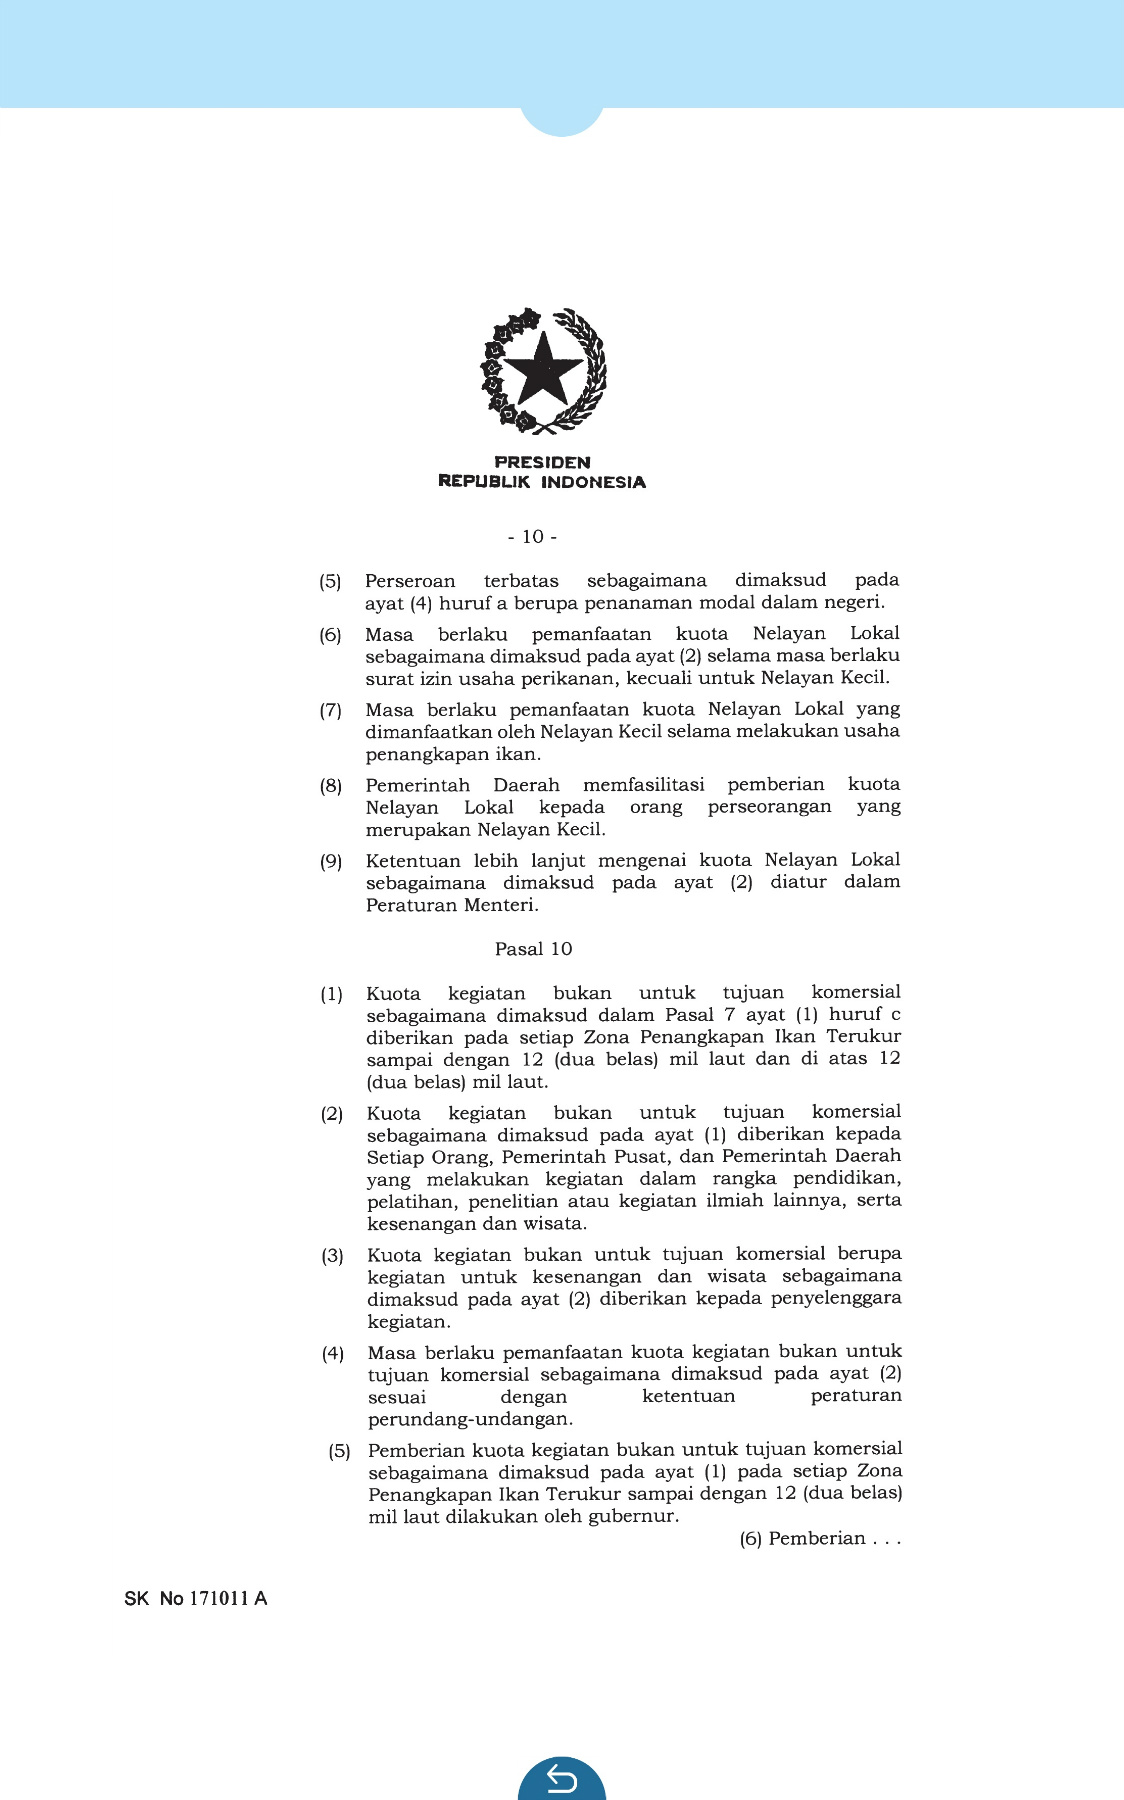 PRESIDEN
REPUBLIK INDONESIA
- 10 -
(5) Perseroan terbatas sebagaimana dimaksud pada
ayat (4) huruf a berupa penanaman modal dalam negeri.
(6) Masa berlaku pemanfaatan kuota Nelayan Lokal
sebagaimana dimaksud pada ayat (2) selama masa berlaku
surat izin usaha perikanan, kecuali untuk Nelayan Kecil.
(7) Masa berlaku pemanfaatan kuota Nelayan Lokal yang
dimanfaatkan oleh Nelayan Kecil selama melakukan usaha
penangkapan ikan.
(8) Pemerintah Daerah memfasilitasi pemberian kuota
Nelayan Lokal kepada orang perseorangan yang
merupakan Nelayan Kecil.
(9) Ketentuan lebih lanjut mengenai kuota Nelayan Lokal
sebagaimana dimaksud pada ayat (2) diatur dalam
Peraturan Menteri.
Pasal 10
(1) Kuota kegiatan bukan untuk tujuan komersial
sebagaimana dimaksud dalam Pasal 7 ayat (1) huruf c
diberikan pada setiap Zona Penangkapan Ikan Terukur
sampai dengan 12 (dua belas) mil laut dan di atas 12
(dua belas) mil laut.
(2) Kuota kegiatan bukan untuk tujuan komersial
sebagaimana dimaksud pada ayat (1) diberikan kepada
Setiap Orang, Pemerintah Pusat, dan Pemerintah Daerah
yang melakukan kegiatan dalam rangka pendidikan,
pelatihan, penelitian atau kegiatan ilmiah lainnya, serta
kesenangan dan wisata.
(3) Kuota kegiatan bukan untuk tujuan komersial berupa
kegiatan untuk kesenangan dan wisata sebagaimana
dimaksud pada ayat (2) diberikan kepada penyelenggara
kegiatan.
(4) Masa berlaku pemanfaatan kuota kegiatan bukan untuk
tujuan komersial sebagaimana dimaksud pada ayat (2)
sesuai dengan ketentuan peraturan
perundang-undangan.
(5) Pemberian kuota kegiatan bukan untuk tujuan komersial
sebagaimana dimaksud pada ayat (1) pada setiap Zona
Penangkapan Ikan Terukur sampai dengan 12 (dua belas)
mil laut dilakukan oleh gubernur.
(6) Pemberian . . .
SK No 171011 A